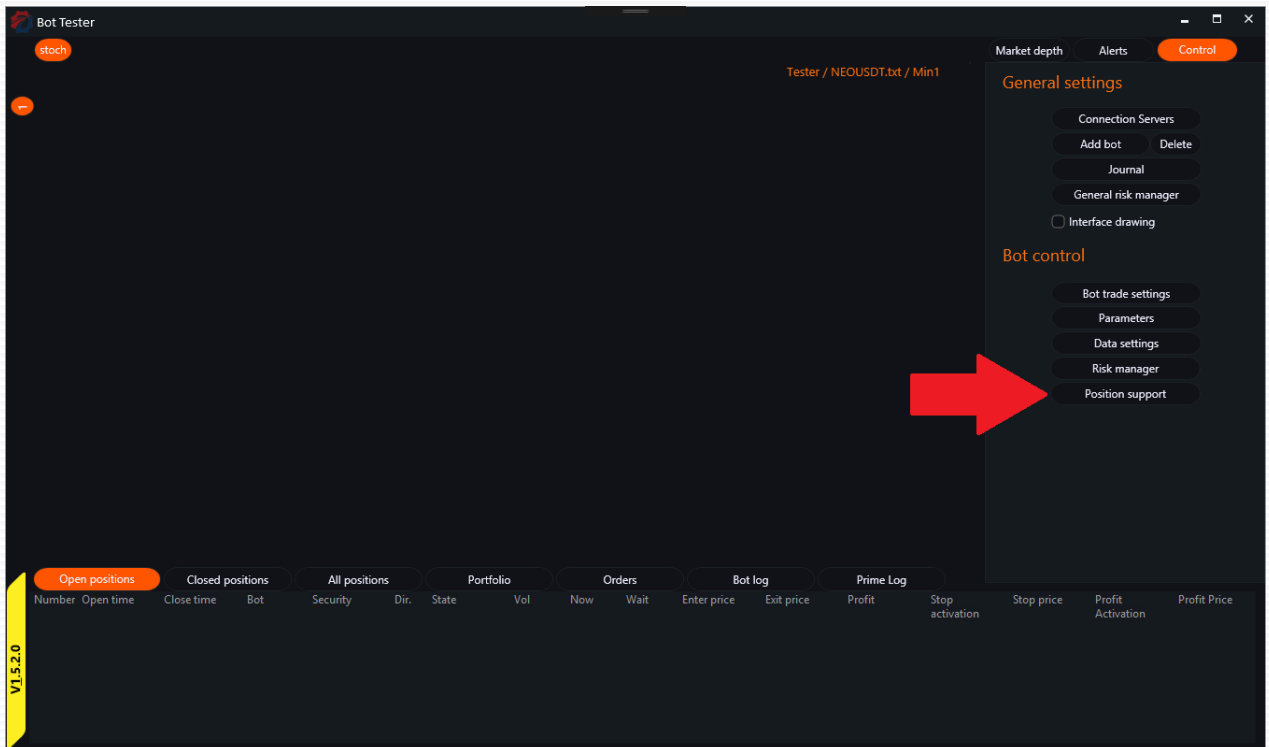 Bot Tester
stoch
Market depth Alerts Control
Tester / NEOUSDT.txt / Min1
General settings
1
Connection Servers
Add bot Delete
Journal
General risk manager
Interface drawing
Bot control
Bot trade settings
Parameters
Data settings
Risk manager
Position support
Open positions Closed positions All positions Portfolio Orders Bot log Prime Log
Number Open time Close time Bot Security Dir. State Vol Now Wait Enter price Exit price Profit Stop activation Stop price Profit Activation Profit Price
V1.5.2.0